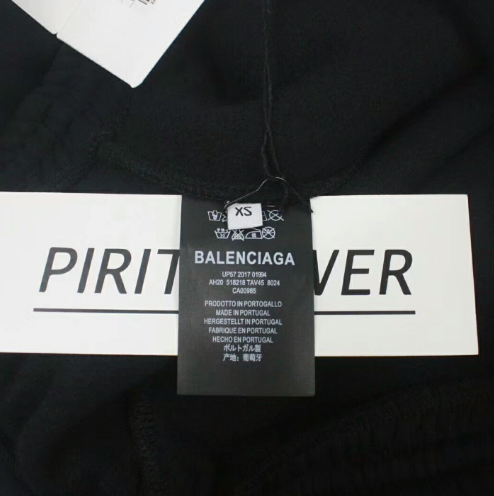 XS
BALENCIAGA
UP67 2017 01994
AH20 518218 TAV45 8024
CA00985
PRODOTTO IN PORTOGALLO
MADE IN PORTUGAL
HERGESTELLT IN PORTUGAL
FABRIQUE EN PORTUGAL
HECHO EN PORTUGAL
ポルトガル製
产地: 葡萄牙
PIRIT VER